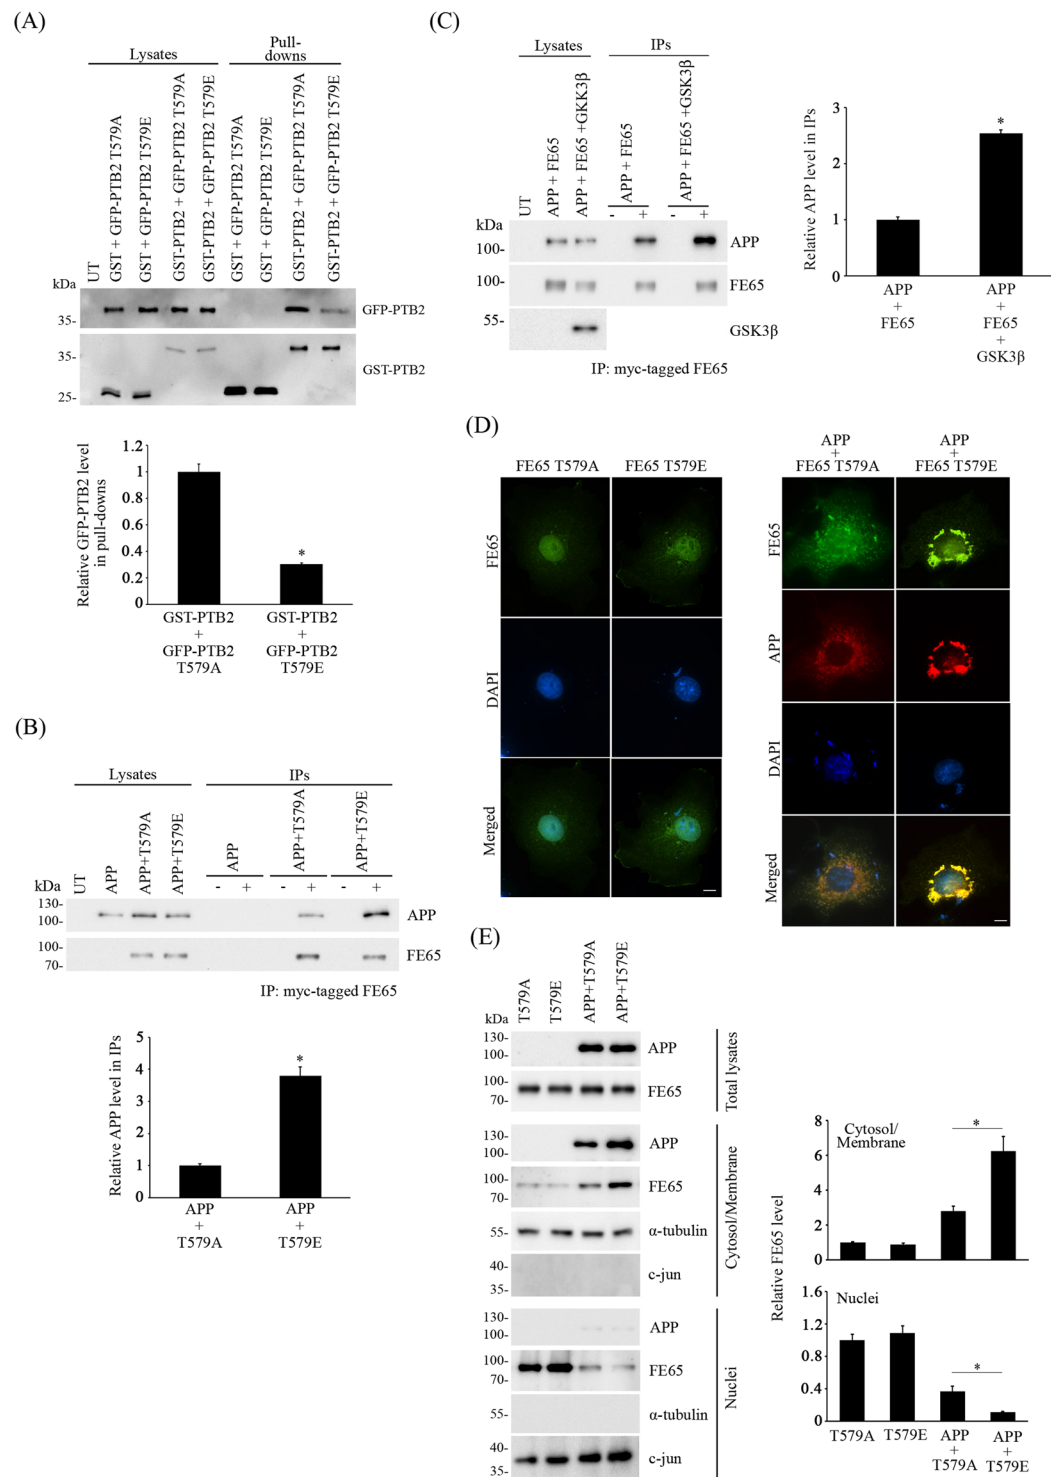 (A)
Lysates
Pull-
downs
UT
GST + GFP-PTB2 T579A
GST + GFP-PTB2 T579E
GST-PTB2 + GFP-PTB2 T579A
GST-PTB2 + GFP-PTB2 T579E
GST + GFP-PTB2 T579A
GST + GFP-PTB2 T579E
GST-PTB2 + GFP-PTB2 T579A
GST-PTB2 + GFP-PTB2 T579E
kDa
35-
GFP-PTB2
35-
GST-PTB2
25-
Relative GFP-PTB2 level
in pull-downs
1.2
1
0.8
0.6
0.4
0.2
0
*
GST-PTB2
+
GFP-PTB2
T579A
GST-PTB2
+
GFP-PTB2
T579E
(B)
Lysates
IPs
UT
APP
APP+T579A
APP+T579E
APP
APP+T579A
APP+T579E
kDa
- + - + - +
130-
100-
APP
100-
70-
FE65
IP: myc-tagged FE65
Relative APP level in IPs
5
4
3
2
1
0
*
APP
+
T579A
APP
+
T579E
(C)
Lysates
IPs
UT
APP + FE65
APP + FE65 +GKK3β
APP + FE65
APP + FE65 +GSK3β
kDa
- + - +
100-
APP
100-
FE65
55-
GSK3β
IP: myc-tagged FE65
Relative APP level in IPs
3
2
1
0
*
APP
+
FE65
APP
+
FE65
+
GSK3β
(D)
FE65 T579A
FE65 T579E
FE65
DAPI
Merged
APP
+
FE65 T579A
APP
+
FE65 T579E
FE65
APP
DAPI
Merged
(E)
kDa
T579A
T579E
APP+T579A
APP+T579E
130-
100-
APP
100-
70-
FE65
Total lysates
130-
100-
APP
100-
70-
FE65
55-
α-tubulin
40-
35-
c-jun
Cytosol/Membrane
130-
100-
APP
100-
70-
FE65
55-
α-tubulin
40-
35-
c-jun
Nuclei
Relative FE65 level
Cytosol/
Membrane
8
6
4
2
0
*
Nuclei
1.6
1.2
0.8
0.4
0
*
T579A
T579E
APP
+
T579A
APP
+
T579E